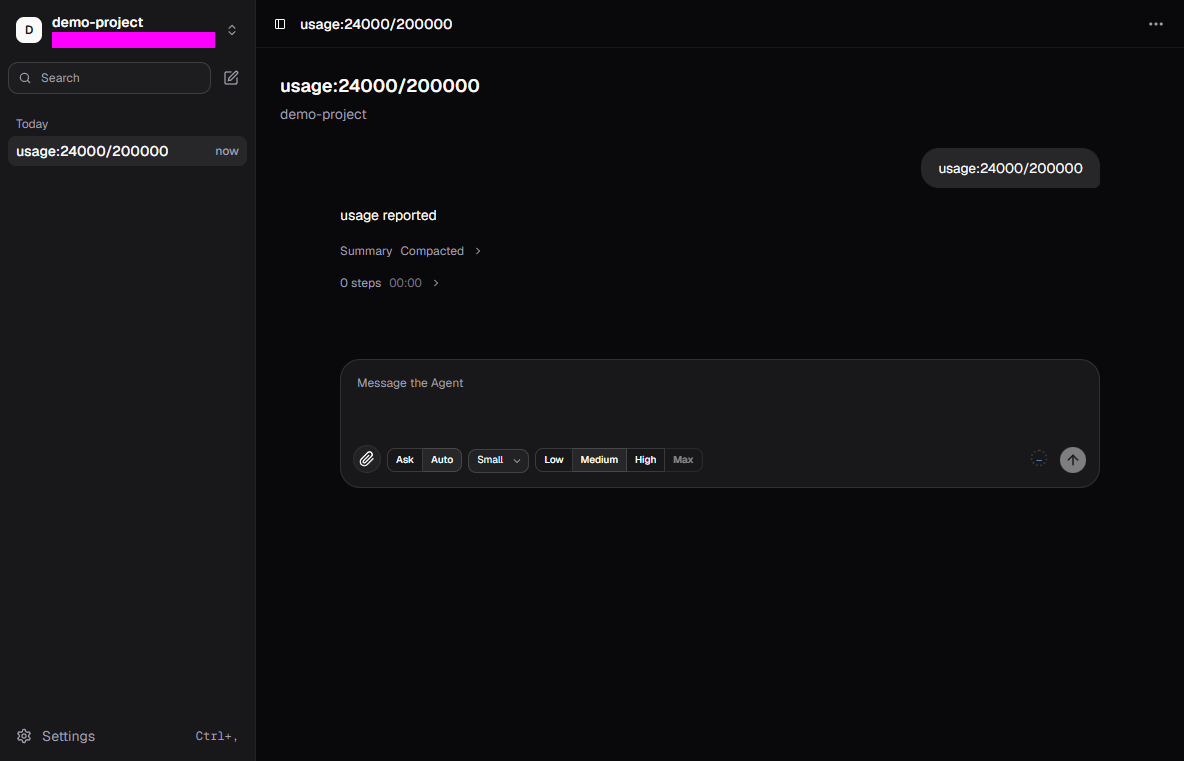 D
demo-project
Search
Today
usage:24000/200000 now
Settings Ctrl+,
usage:24000/200000
usage:24000/200000
demo-project
usage:24000/200000
usage reported
Summary Compacted
0 steps 00:00
Message the Agent
Ask Auto Small Low Medium High Max